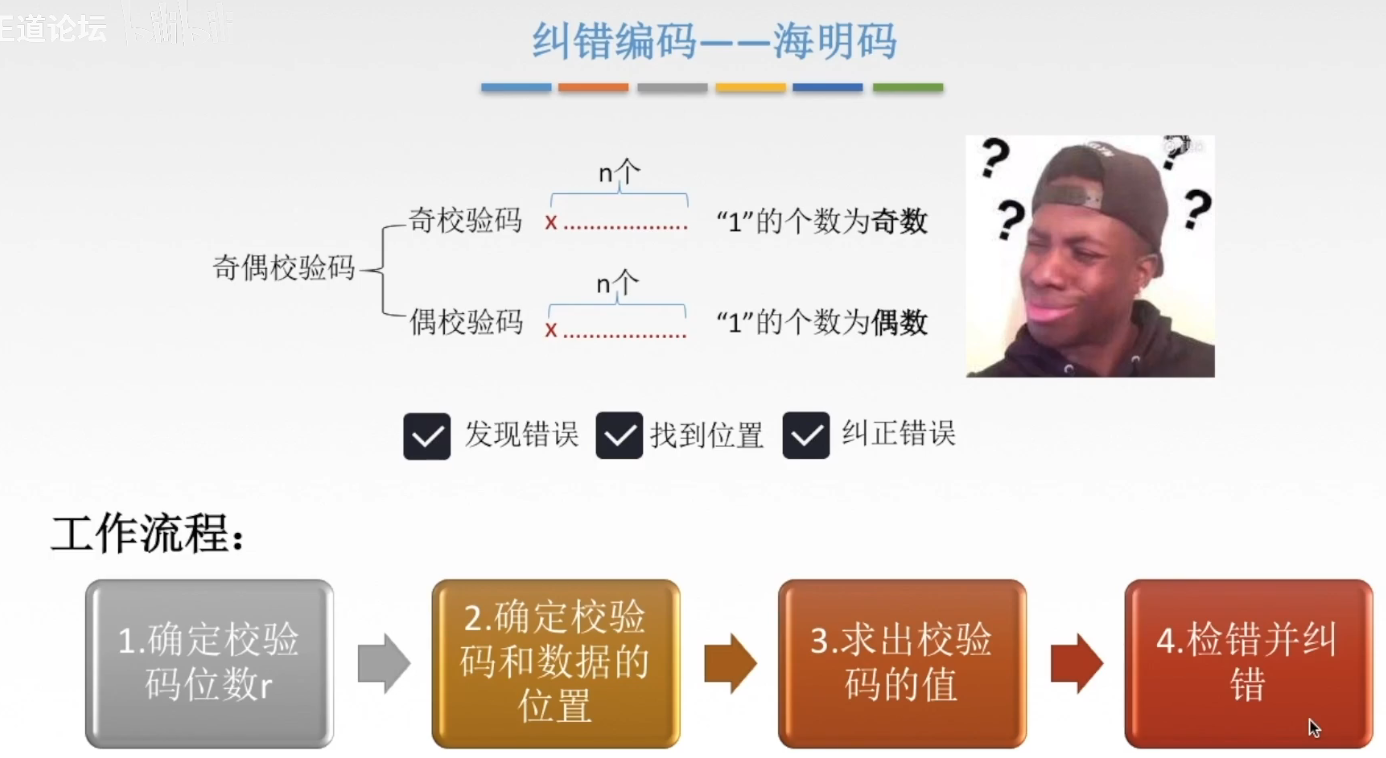 王道论坛
纠错编码——海明码
n个
奇校验码 x ................... “1”的个数为奇数
奇偶校验码
n个
偶校验码 x ................... “1”的个数为偶数
? ? ? ?
发现错误 找到位置 纠正错误
工作流程：
1.确定校验
码位数r
2.确定校验
码和数据的
位置
3.求出校验
码的值
4.检错并纠
错